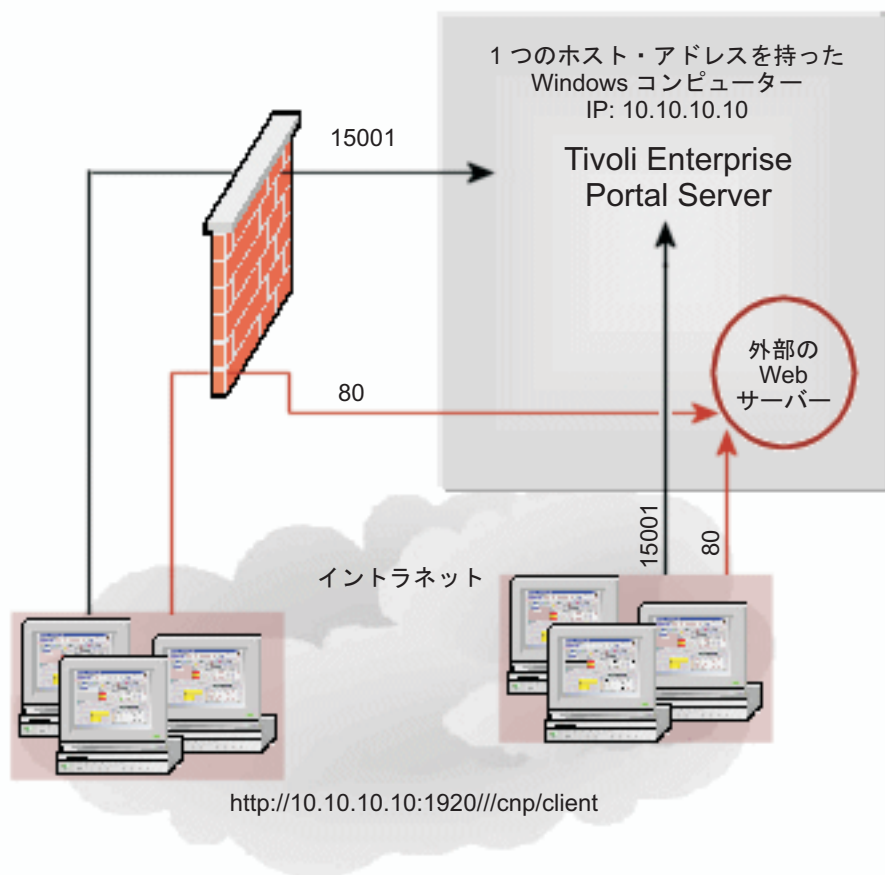 1 つのホスト・アドレスを持った
Windows コンピューター
IP: 10.10.10.10
Tivoli Enterprise
Portal Server
15001
外部の
Web
サーバー
80
15001
80
イントラネット
http://10.10.10.10:1920///cnp/client